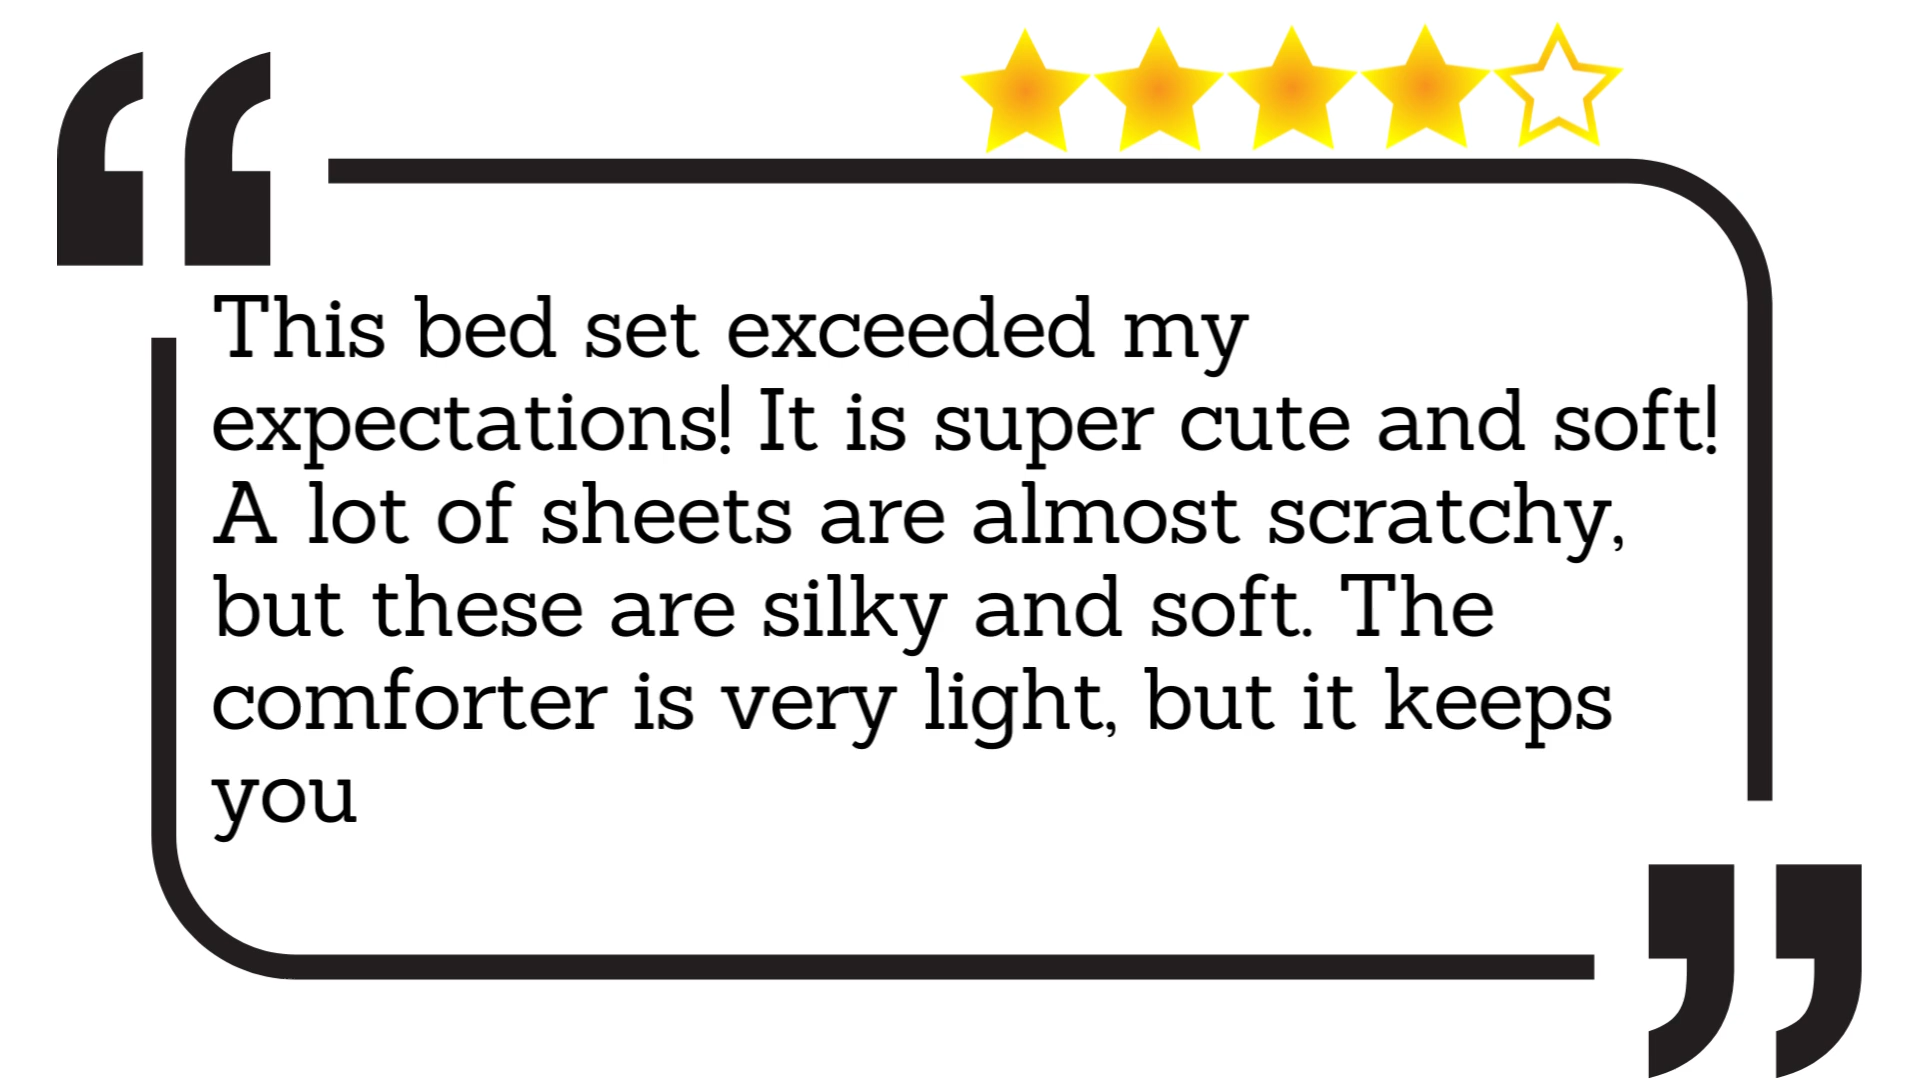 This bed set exceeded my
expectations! It is super cute and soft!
A lot of sheets are almost scratchy,
but these are silky and soft. The
comforter is very light, but it keeps
you